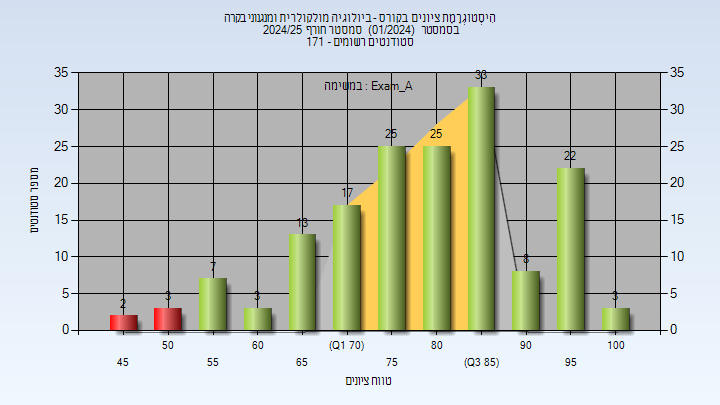 הִיסְטוֹגְרָמַת ציונים בקורס - ביולוגיה מולקולרית ומנגנוני בקרה
בסמסטר (01/2024) סמסטר חורף 2024/25
סטודנטים רשומים - 171
במשימה : Exam_A
מספר סטודנטים
35 35
30 30
25 25
20 20
15 15
10 10
5 5
0 0
2 3 7 3 13 17 25 25 33 8 22 3
50 60 (Q1 70) 80 (Q3 85) 90 100
45 55 65 75 95
טווח ציונים